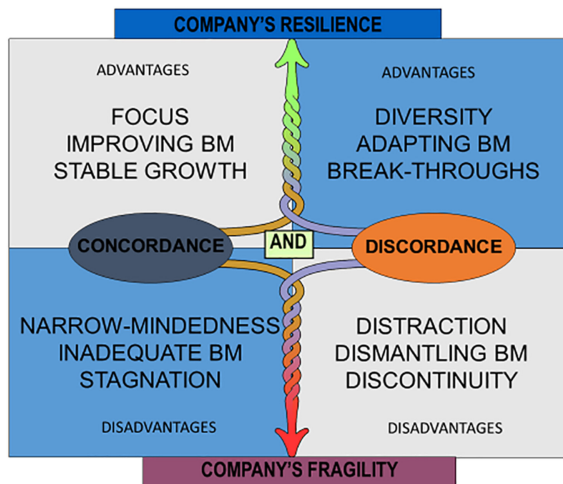 COMPANY'S RESILIENCE
ADVANTAGES
FOCUS
IMPROVING BM
STABLE GROWTH
ADVANTAGES
DIVERSITY
ADAPTING BM
BREAK-THROUGHS
CONCORDANCE
AND
DISCORDANCE
NARROW-MINDEDNESS
INADEQUATE BM
STAGNATION
DISADVANTAGES
DISTRACTION
DISMANTLING BM
DISCONTINUITY
DISADVANTAGES
COMPANY'S FRAGILITY